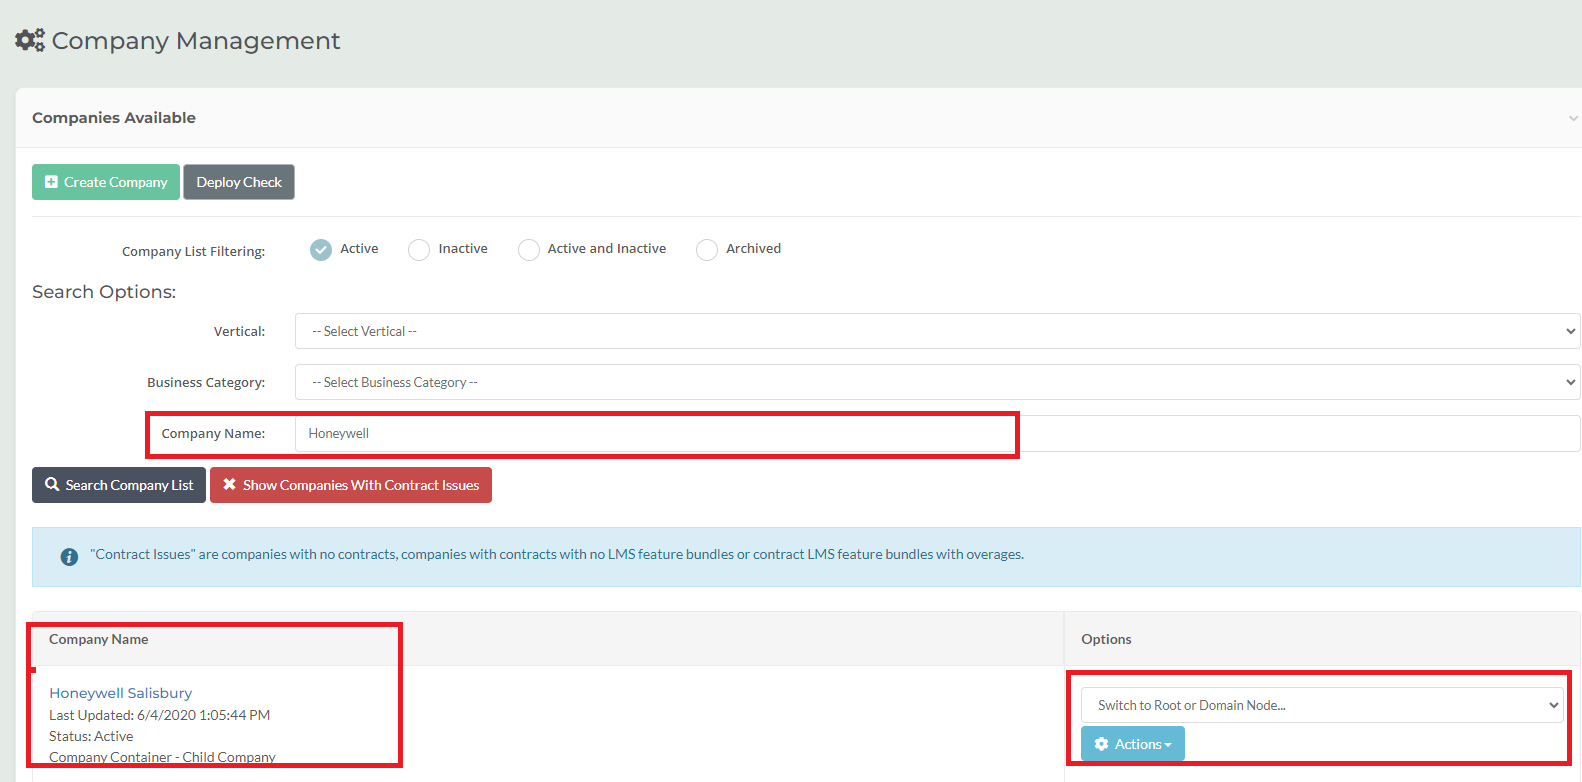 Company Management
Companies Available
Create Company
Deploy Check
Company List Filtering:
Active
Inactive
Active and Inactive
Archived
Search Options:
Vertical:
-- Select Vertical --
Business Category:
-- Select Business Category --
Company Name:
Honeywell
Search Company List
Show Companies With Contract Issues
"Contract Issues" are companies with no contracts, companies with contracts with no LMS feature bundles or contract LMS feature bundles with overages.
Company Name
Options
Honeywell Salisbury
Last Updated: 6/4/2020 1:05:44 PM
Status: Active
Company Container - Child Company
Switch to Root or Domain Node...
Actions